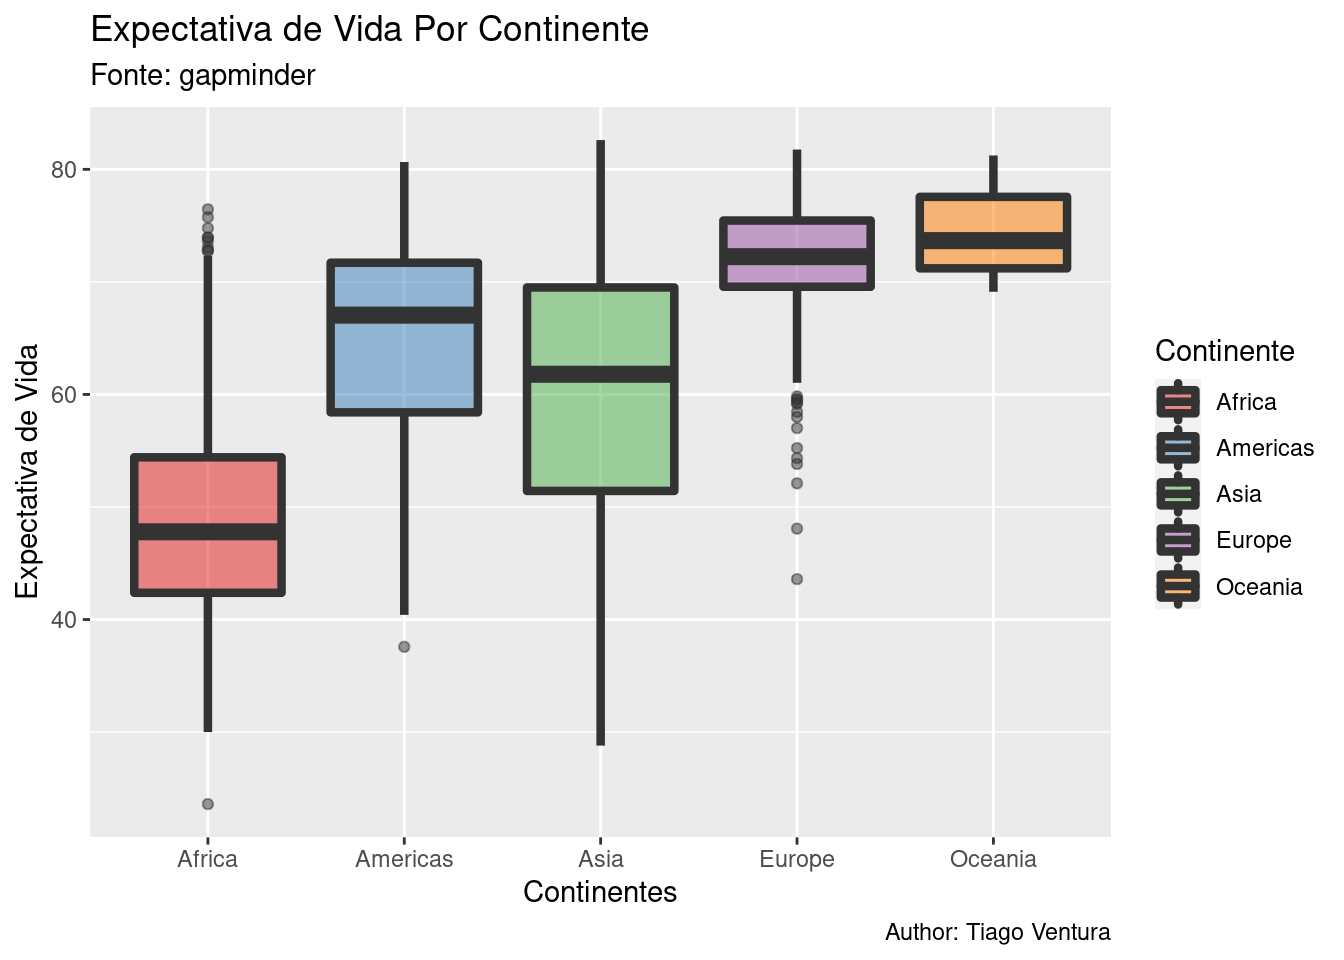 Expectativa de Vida Por Continente
Fonte: gapminder
Expectativa de Vida
80
60
40
Africa
Americas
Asia
Europe
Oceania
Continentes
Continente
Africa
Americas
Asia
Europe
Oceania
Author: Tiago Ventura